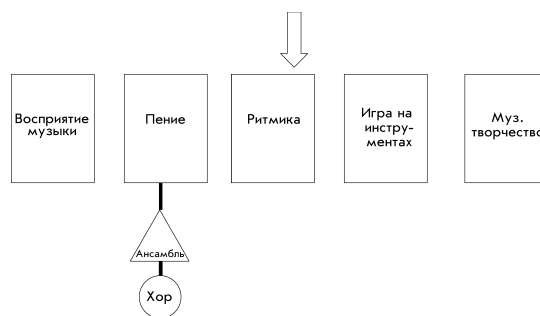 Восприятие
музыки
Пение
Ритмика
Игра на
инстру-
ментах
Муз.
творчество
Ансамбль
Хор